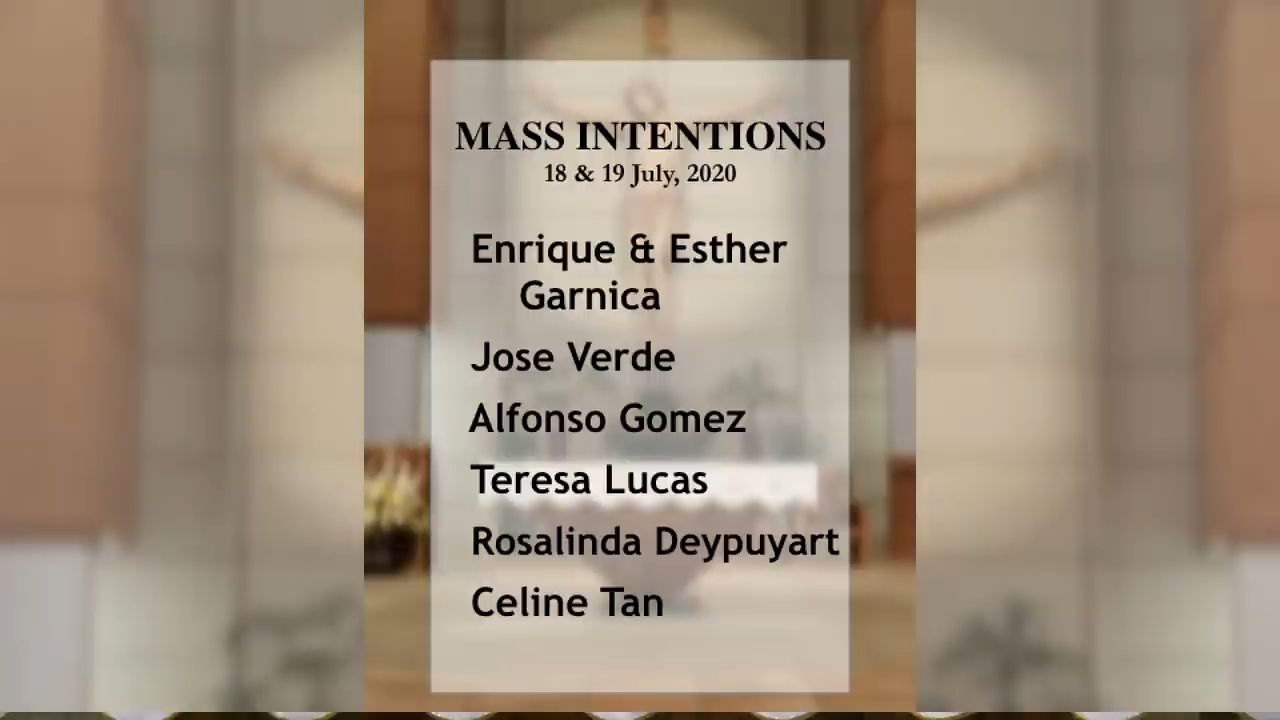 MASS INTENTIONS
18 & 19 July, 2020
Enrique & Esther
Garnica
Jose Verde
Alfonso Gomez
Teresa Lucas
Rosalinda Deypuyart
Celine Tan